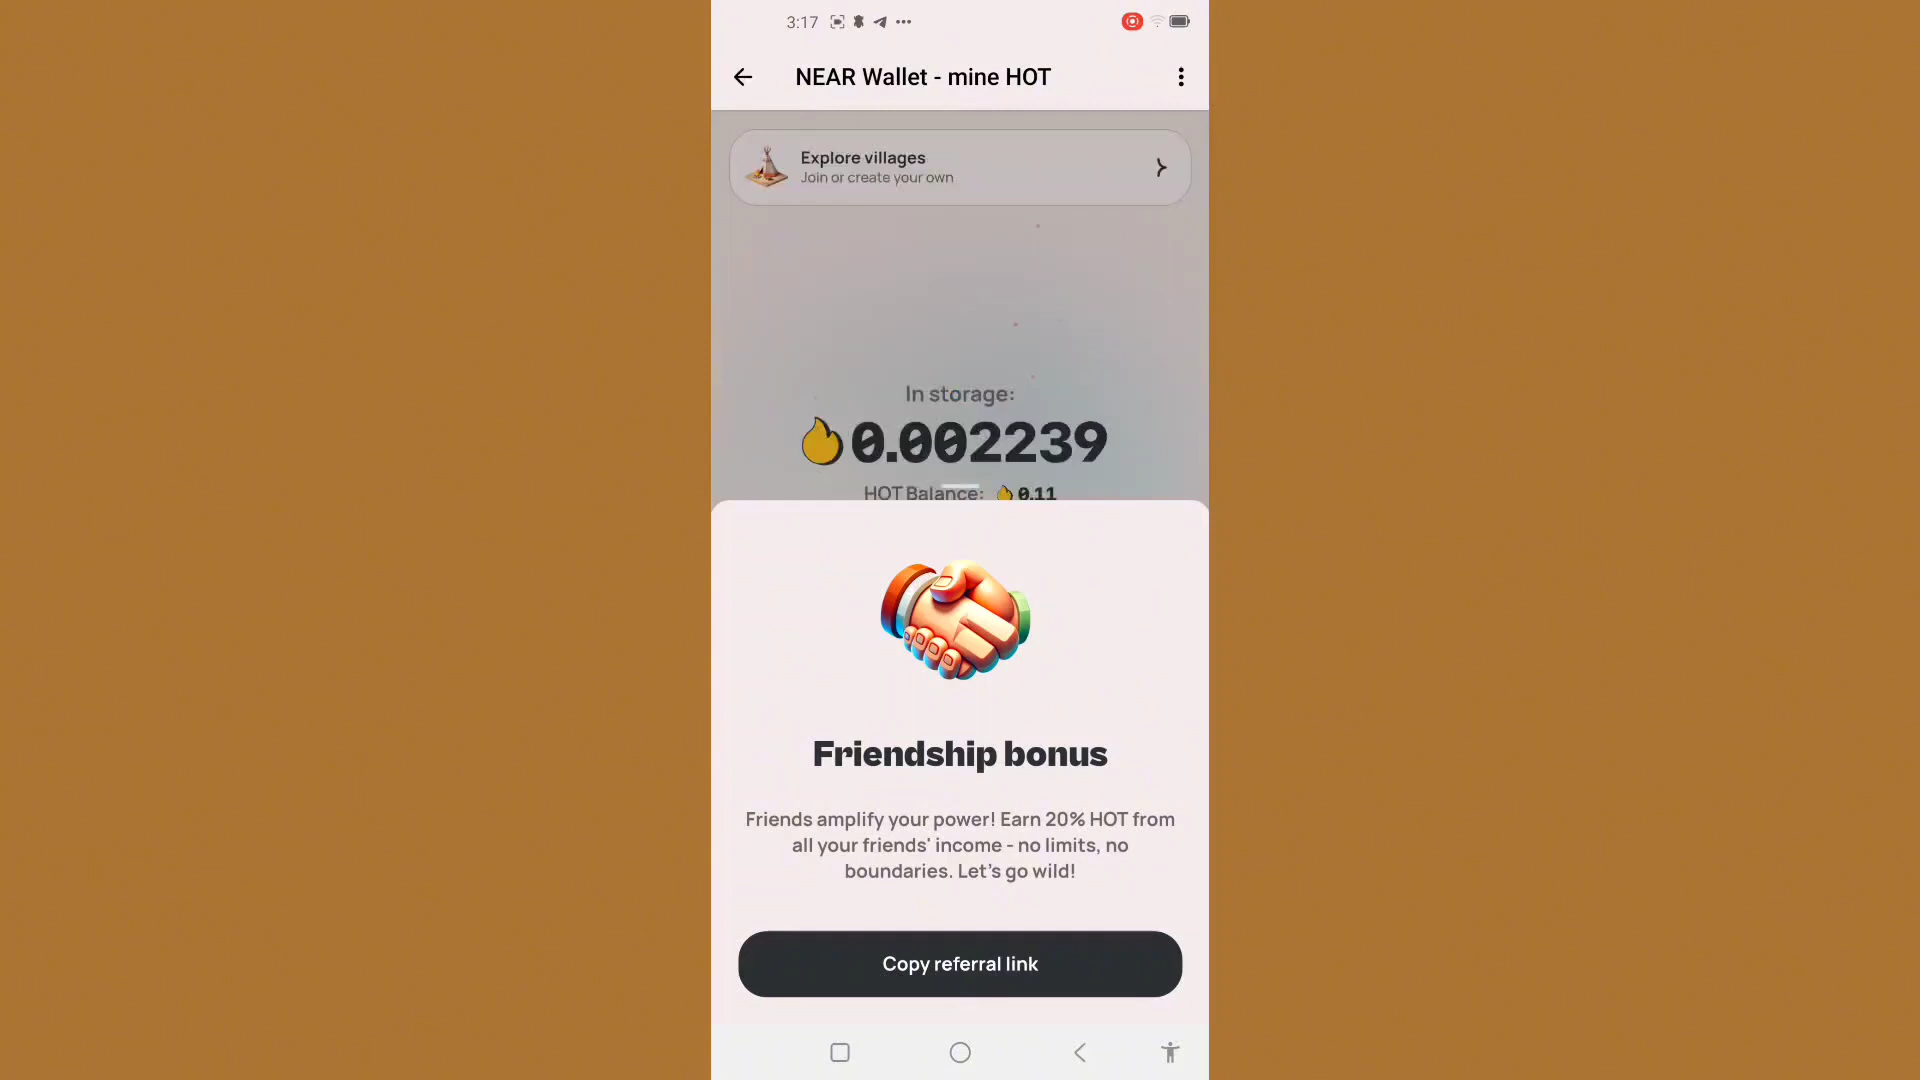 3:17
NEAR Wallet - mine HOT
Explore villages
Join or create your own
In storage:
0.002239
HOT Balance: 0.11
Friendship bonus
Friends amplify your power! Earn 20% HOT from
all your friends' income - no limits, no
boundaries. Let's go wild!
Copy referral link